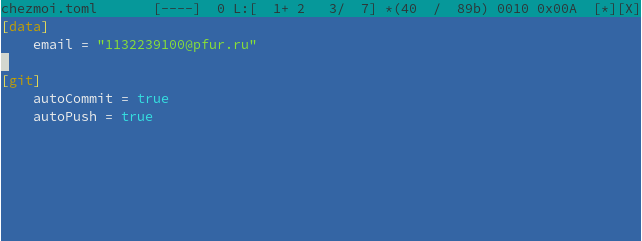 chezmoi.toml [----] 0 L:[ 1+ 2 3/ 7] *(40 / 89b) 0010 0x00A [*][X]
[data]
email = "1132239100@pfur.ru"
[git]
autoCommit = true
autoPush = true